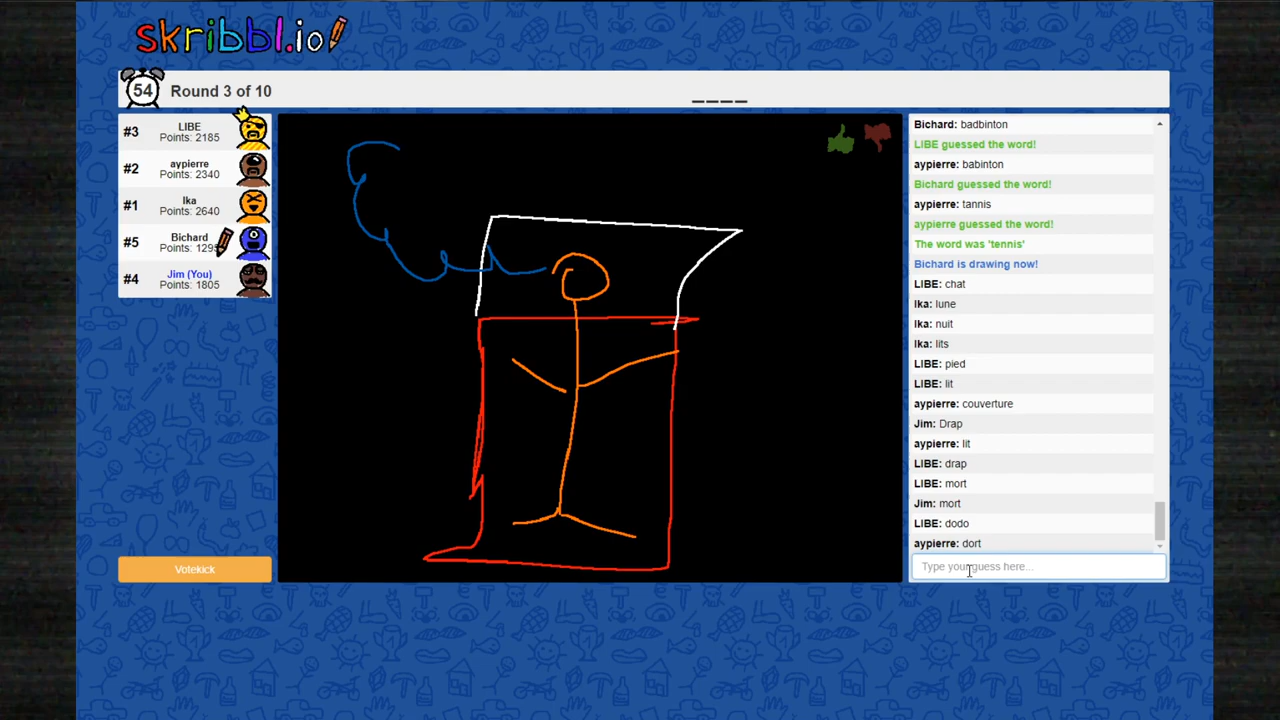 skribbl.io
54 Round 3 of 10
____
#3 LIBE
Points: 2185
#2 aypierre
Points: 2340
#1 Ika
Points: 2640
#5 Bichard
Points: 1295
#4 Jim (You)
Points: 1805
Votekick
Bichard: badbinton
LIBE guessed the word!
aypierre: babinton
Bichard guessed the word!
aypierre: tannis
aypierre guessed the word!
The word was 'tennis'
Bichard is drawing now!
LIBE: chat
Ika: lune
Ika: nuit
Ika: lits
LIBE: pied
LIBE: lit
aypierre: couverture
Jim: Drap
aypierre: lit
LIBE: drap
LIBE: mort
Jim: mort
LIBE: dodo
aypierre: dort
Type your guess here...